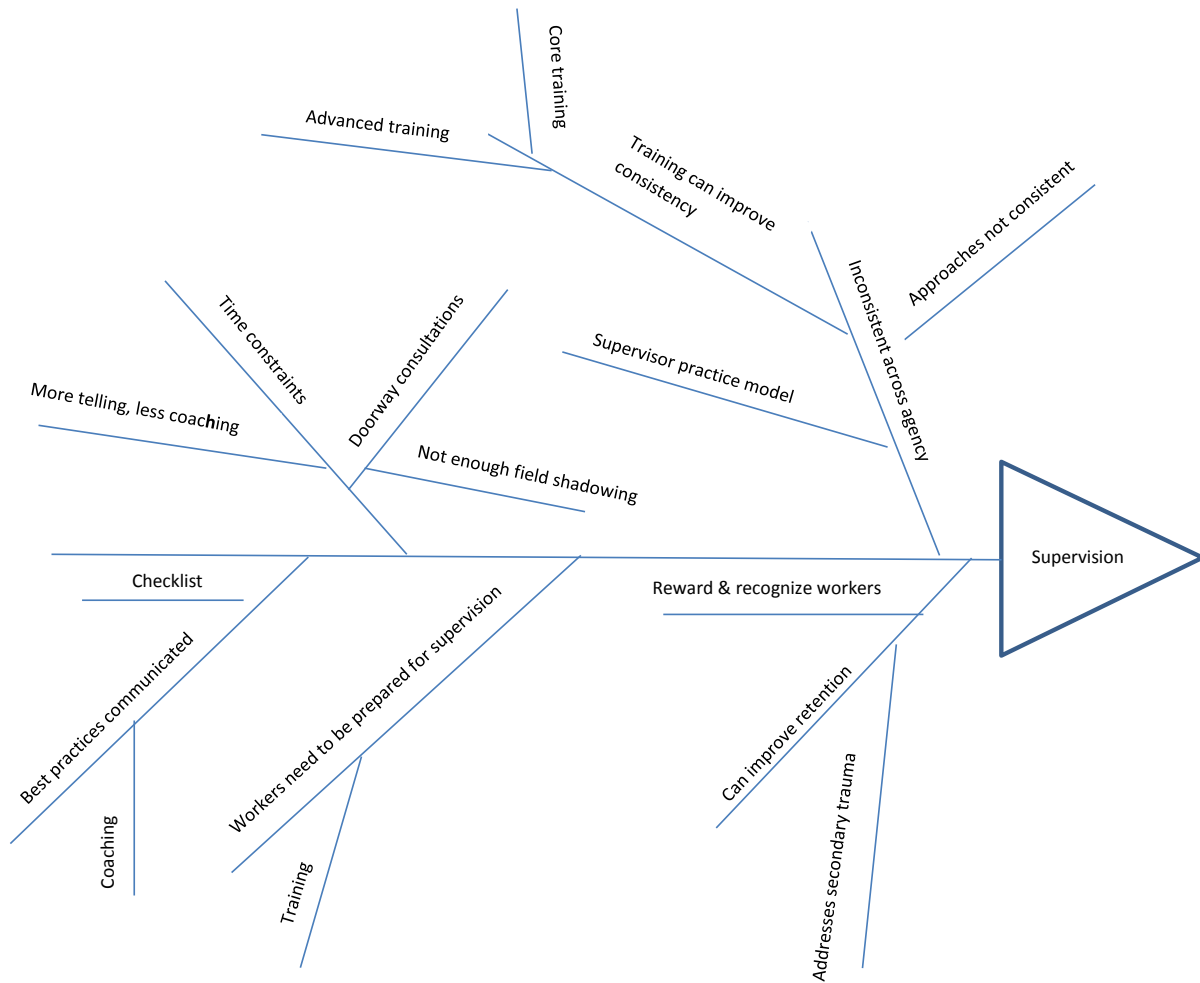 Core training
Advanced training
Training can improve
consistency
Approaches not consistent
Inconsistent across agency
Supervisor practice model
Time constraints
Doorway consultations
More telling, less coaching
Not enough field shadowing
Supervision
Checklist
Reward & recognize workers
Best practices communicated
Workers need to be prepared for supervision
Can improve retention
Coaching
Training
Addresses secondary trauma